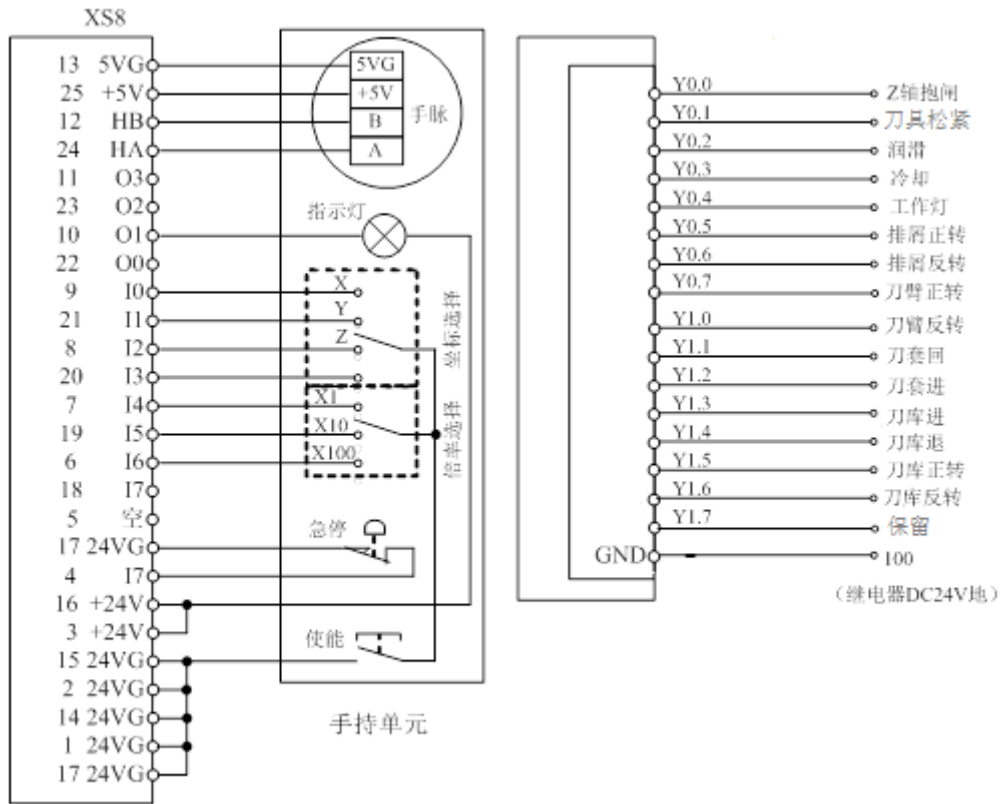 XS8
13 5VG
25 +5V
12 HB
24 HA
11 O3
23 O2
10 O1
22 O0
9 I0
21 I1
8 I2
20 I3
7 I4
19 I5
6 I6
18 I7
5 空
17 24VG
4 I7
16 +24V
3 +24V
15 24VG
2 24VG
14 24VG
1 24VG
17 24VG
5VG
+5V
B
A
手脉
指示灯
X
Y
Z
坐标选择
X1
X10
X100
倍率选择
急停
使能
手持单元
Y0.0 Z轴抱闸
Y0.1 刀具松紧
Y0.2 润滑
Y0.3 冷却
Y0.4 工作灯
Y0.5 排屑正转
Y0.6 排屑反转
Y0.7 刀臂正转
Y1.0 刀臂反转
Y1.1 刀套回
Y1.2 刀套进
Y1.3 刀库进
Y1.4 刀库退
Y1.5 刀库正转
Y1.6 刀库反转
Y1.7 保留
GND 100
（继电器DC24V地）